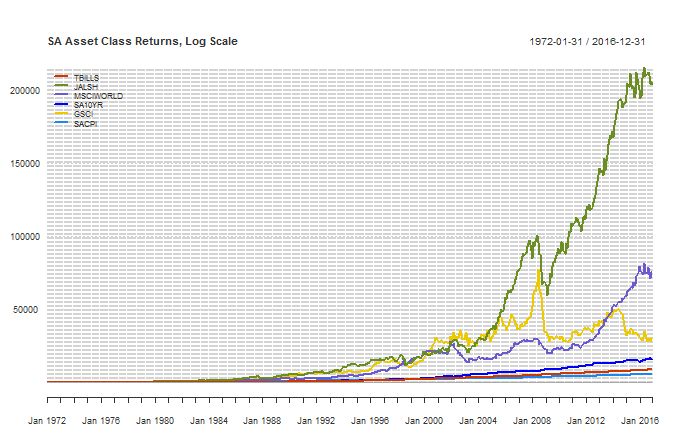 SA Asset Class Returns, Log Scale 1972-01-31 / 2016-12-31
TBILLS
JALSH
MSCIWORLD
SA10YR
GSCI
SACPI
200000
150000
100000
50000
Jan 1972 Jan 1976 Jan 1980 Jan 1984 Jan 1988 Jan 1992 Jan 1996 Jan 2000 Jan 2004 Jan 2008 Jan 2012 Jan 2016